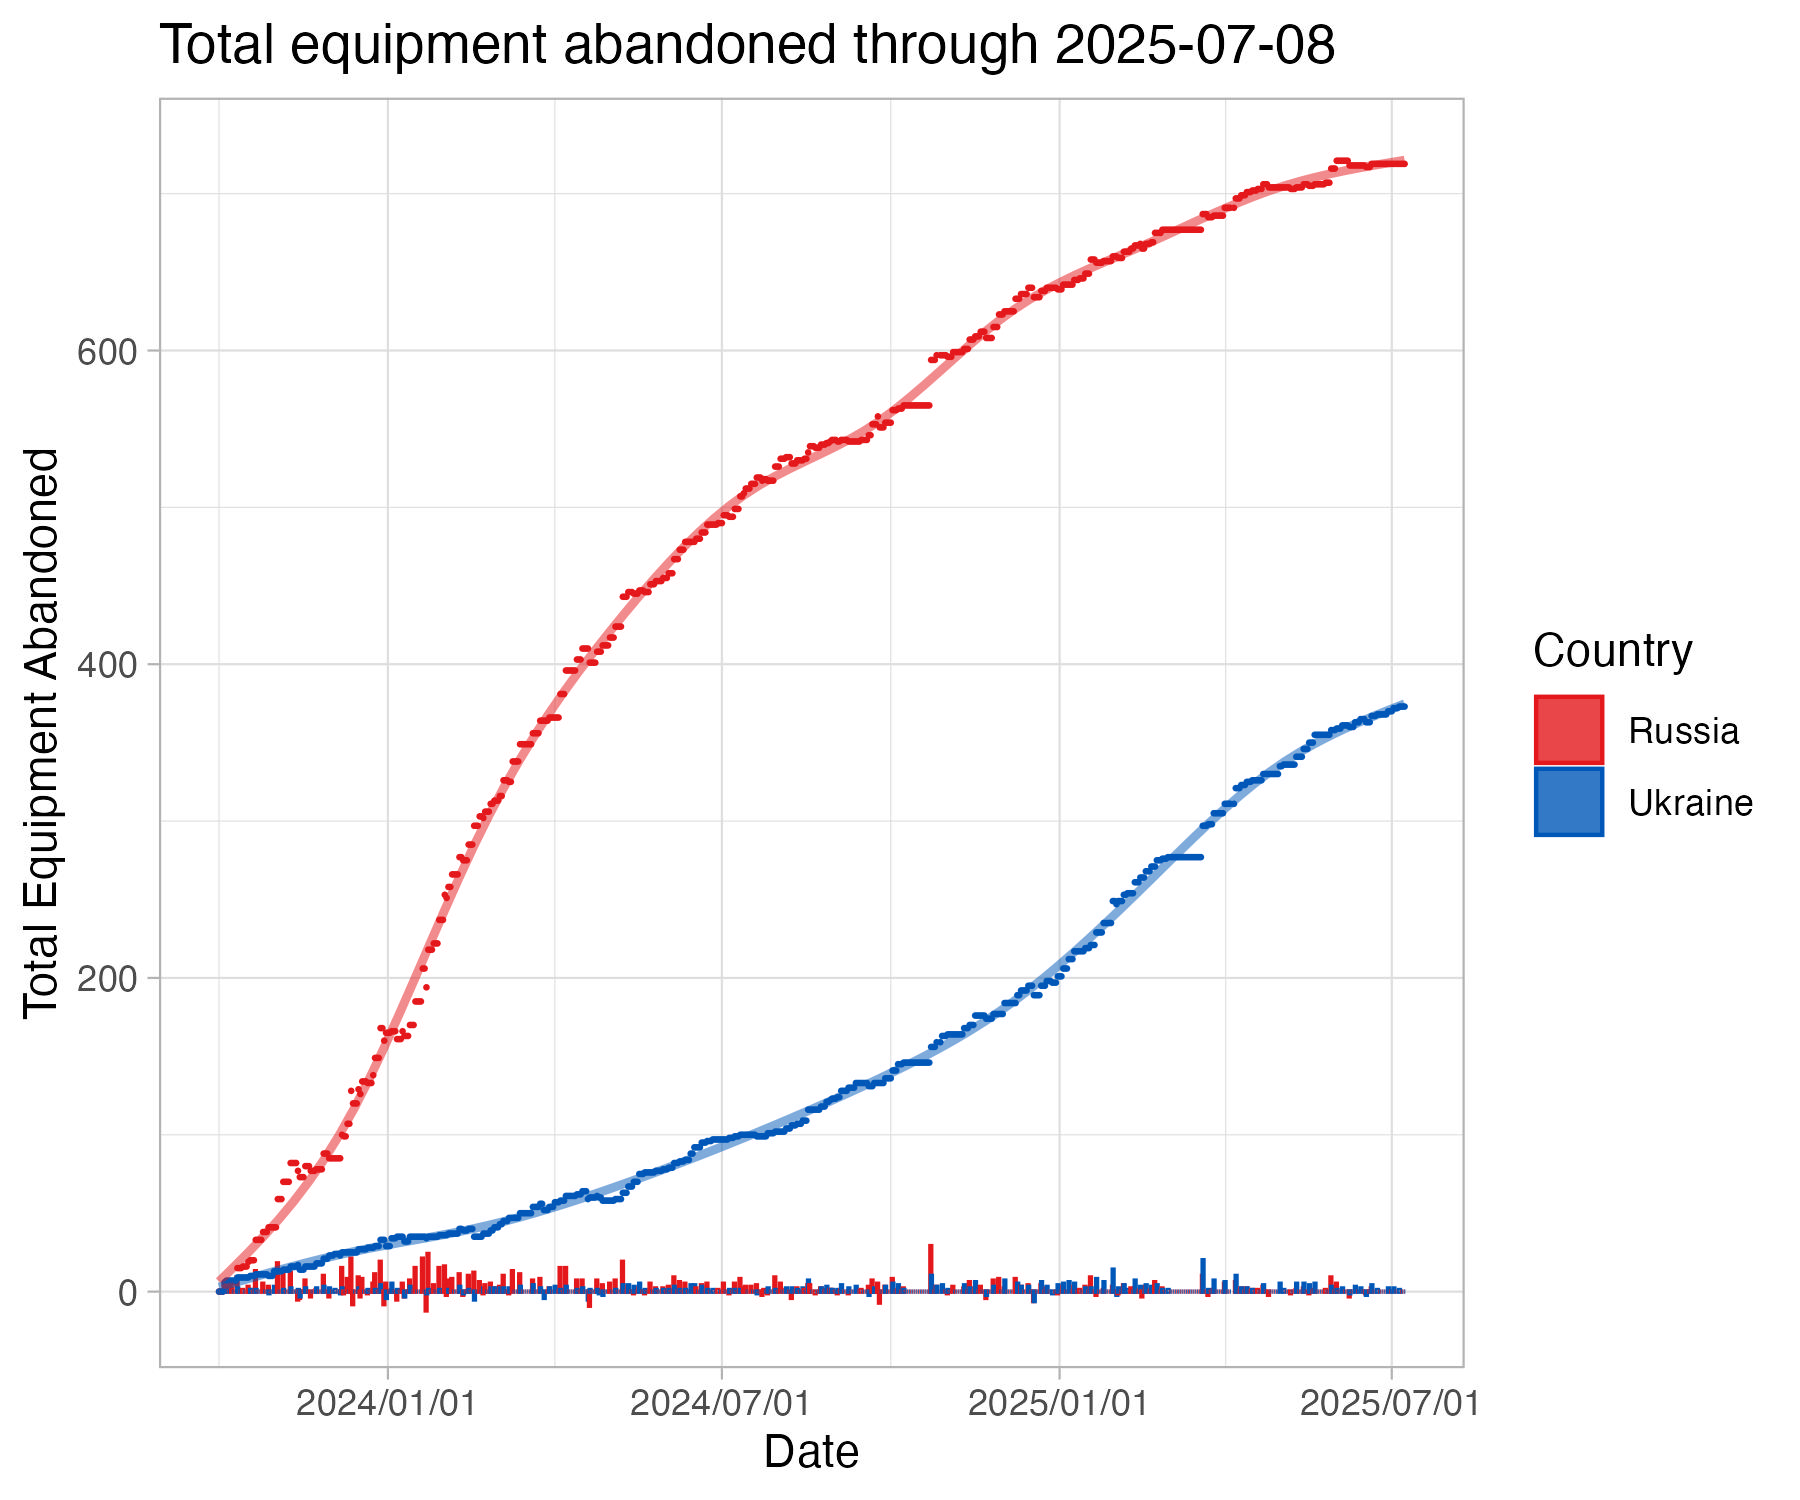 Total equipment abandoned through 2025-07-08
Total Equipment Abandoned
600
400
200
0
2024/01/01
2024/07/01
2025/01/01
2025/07/01
Date
Country
Russia
Ukraine